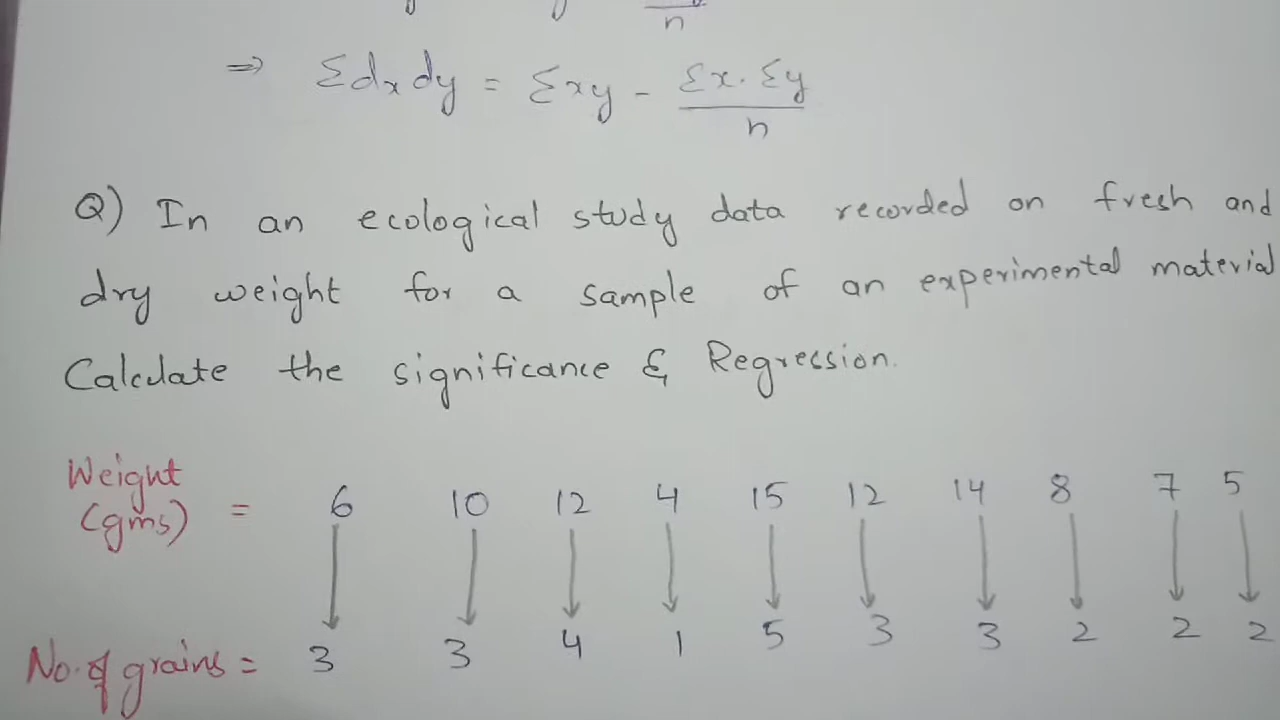 n
⇒ Σdx dy = Σxy - Σx. Σy / n
Q) In an ecological study data recorded on fresh and
dry weight for a sample of an experimental material
Calculate the significance & Regression.
Weight (gms) = 6 10 12 4 15 12 14 8 7 5
No. of grains = 3 3 4 1 5 3 3 2 2 2